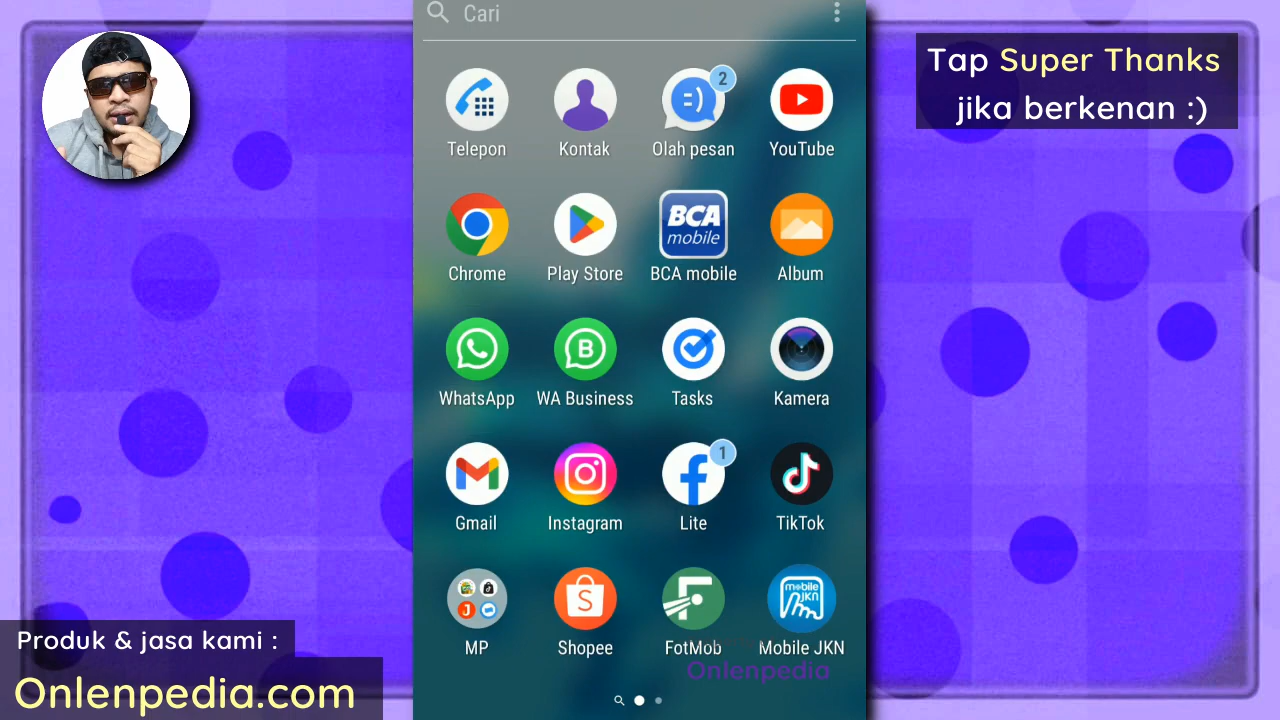 Cari
Tap Super Thanks
jika berkenan :)
2
Telepon
Kontak
Olah pesan
YouTube
BCA
mobile
Chrome
Play Store
BCA mobile
Album
B
WhatsApp
WA Business
Tasks
Kamera
1
Gmail
Instagram
Lite
TikTok
S
mobile
JKN
MP
Shopee
FotMob
Mobile JKN
Onlenpedia
Produk & jasa kami :
Onlenpedia.com